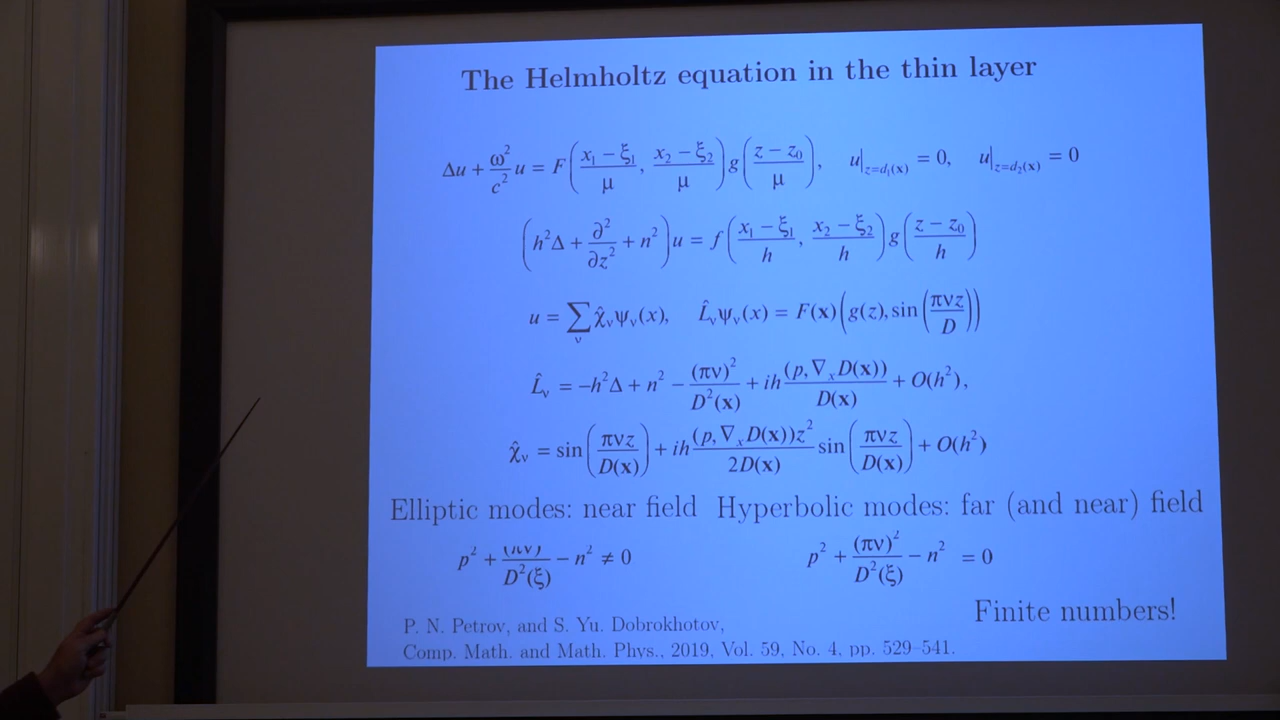 The Helmholtz equation in the thin layer
Δu + ω²/c² u = F((x₁ − ξ₁)/μ, (x₂ − ξ₂)/μ) g((z − z₀)/μ), u|_{z=d₁(𝐱)} = 0, u|_{z=d₂(𝐱)} = 0
(h²Δ + ∂²/∂z² + n²)u = f((x₁ − ξ₁)/h, (x₂ − ξ₂)/h) g((z − z₀)/h)
u = ∑_ν χ̂_ν ψ_ν(x), L̂_ν ψ_ν(x) = F(𝐱)(g(z), sin(πνz/D))
L̂_ν = −h²Δ + n² − (πν)²/D²(𝐱) + ih (p, ∇ₓD(𝐱))/D(𝐱) + O(h²),
χ̂_ν = sin(πνz/D(𝐱)) + ih (p, ∇ₓD(𝐱))z²/2D(𝐱) sin(πνz/D(𝐱)) + O(h²)
Elliptic modes: near field Hyperbolic modes: far (and near) field
p² + (πν)/D²(ξ) − n² ≠ 0 p² + (πν)²/D²(ξ) − n² = 0
Finite numbers!
P. N. Petrov, and S. Yu. Dobrokhotov,
Comp. Math. and Math. Phys., 2019, Vol. 59, No. 4, pp. 529–541.